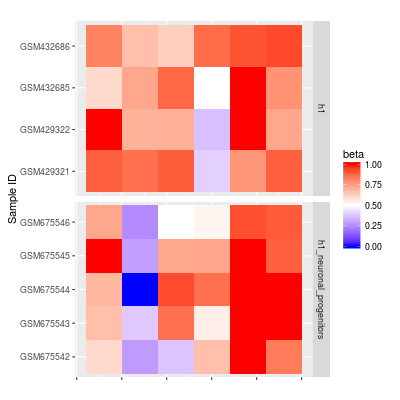 GSM432686
GSM432685
GSM429322
GSM429321
h1
GSM675546
GSM675545
GSM675544
GSM675543
GSM675542
h1_neuronal_progenitors
Sample ID
beta
1.00
0.75
0.50
0.25
0.00